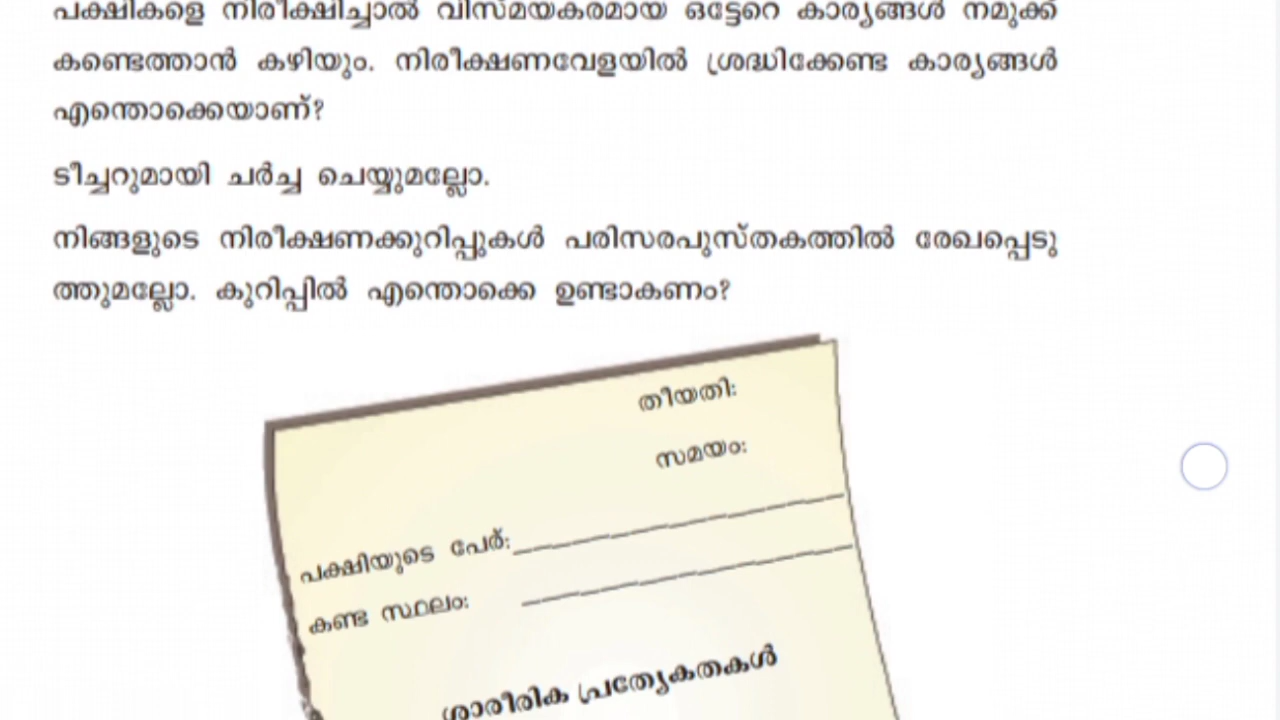 പക്ഷികളെ നിരീക്ഷിച്ചാൽ വിസ്മയകരമായ ഒട്ടേറെ കാര്യങ്ങൾ നമുക്ക്
കണ്ടെത്താൻ കഴിയും. നിരീക്ഷണവേളയിൽ ശ്രദ്ധിക്കേണ്ട കാര്യങ്ങൾ
എന്തൊക്കെയാണ്?
ടീച്ചറുമായി ചർച്ച ചെയ്യുമല്ലോ.
നിങ്ങളുടെ നിരീക്ഷണക്കുറിപ്പുകൾ പരിസരപുസ്തകത്തിൽ രേഖപ്പെടു
ത്തുമല്ലോ. കുറിപ്പിൽ എന്തൊക്കെ ഉണ്ടാകണം?
തീയതി:
സമയം:
പക്ഷിയുടെ പേര്:
കണ്ട സ്ഥലം:
ശാരീരിക പ്രത്യേകതകൾ